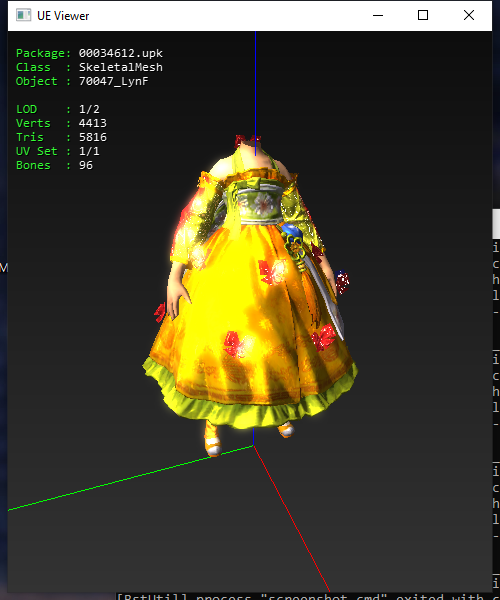 UE Viewer
Package: 00034612.upk
Class : SkeletalMesh
Object : 70047_LynF
LOD : 1/2
Verts : 4413
Tris : 5816
UV Set : 1/1
Bones : 96
M
i
c
h
l
-
i
c
h
l
-
i
c
h
l
-
i
[RstUtil] process "screenshot.cmd" exited with c